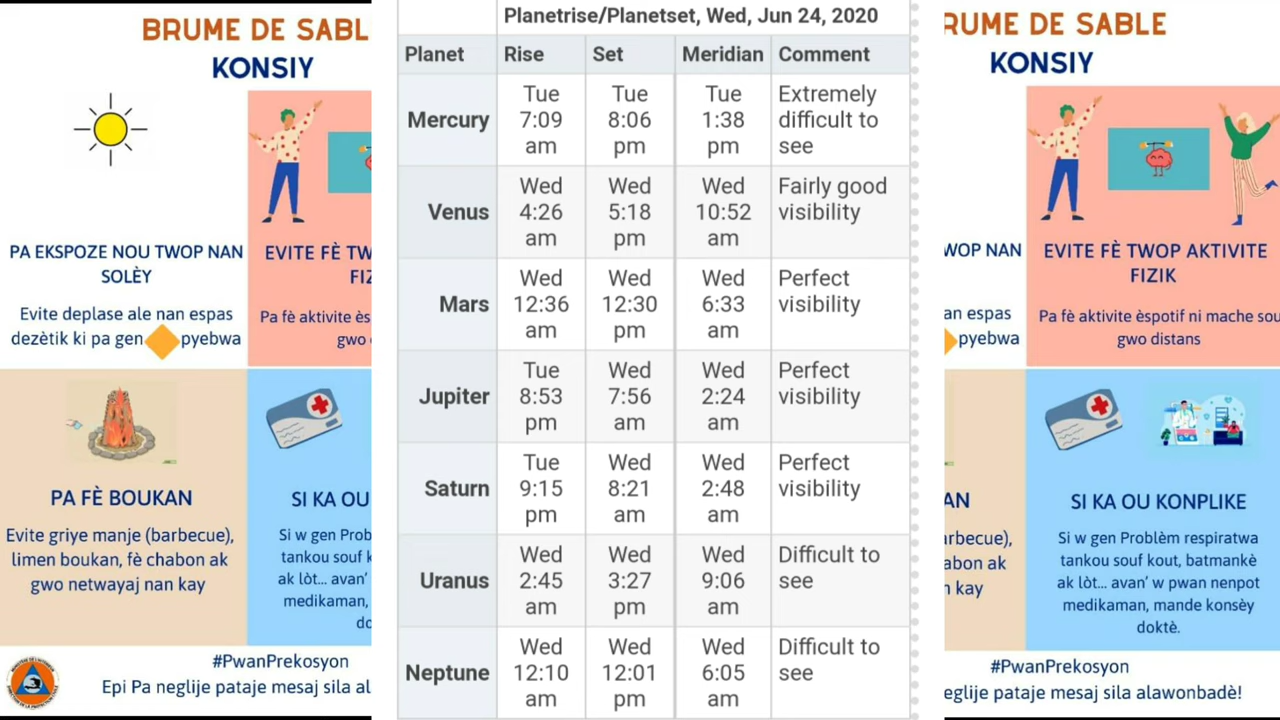 BRUME DE SABL
KONSIY
PA EKSPOZE NOU TWOP NAN
SOLÈY
Evite deplase ale nan espas
dezètik ki pa gen pyebwa
EVITE FÈ TW
FIZ
Pa fè aktivite ès
gwo
PA FÈ BOUKAN
Evite griye manje (barbecue),
limen boukan, fè chabon ak
gwo netwayaj nan kay
SI KA OU
Si w gen Prob
tankou souf k
ak lòt... avan'
medikaman,
do
#PwanPrekosyon
Epi Pa neglije pataje mesaj sila al
Planetrise/Planetset, Wed, Jun 24, 2020
Planet Rise Set Meridian Comment
Mercury
Tue
7:09
am
Tue
8:06
pm
Tue
1:38
pm
Extremely
difficult to
see
Venus
Wed
4:26
am
Wed
5:18
pm
Wed
10:52
am
Fairly good
visibility
Mars
Wed
12:36
am
Wed
12:30
pm
Wed
6:33
am
Perfect
visibility
Jupiter
Tue
8:53
pm
Wed
7:56
am
Wed
2:24
am
Perfect
visibility
Saturn
Tue
9:15
pm
Wed
8:21
am
Wed
2:48
am
Perfect
visibility
Uranus
Wed
2:45
am
Wed
3:27
pm
Wed
9:06
am
Difficult to
see
Neptune
Wed
12:10
am
Wed
12:01
pm
Wed
6:05
am
Difficult to
see
RUME DE SABLE
KONSIY
WOP NAN
an espas
pyebwa
EVITE FÈ TWOP AKTIVITE
FIZIK
Pa fè aktivite èspotif ni mache sou
gwo distans
AN
arbecue),
abon ak
kay
SI KA OU KONPLIKE
Si w gen Problèm respiratwa
tankou souf kout, batmankè
ak lòt... avan' w pwan nenpot
medikaman, mande konsèy
doktè.
#PwanPrekosyon
eglije pataje mesaj sila alawonbadè!